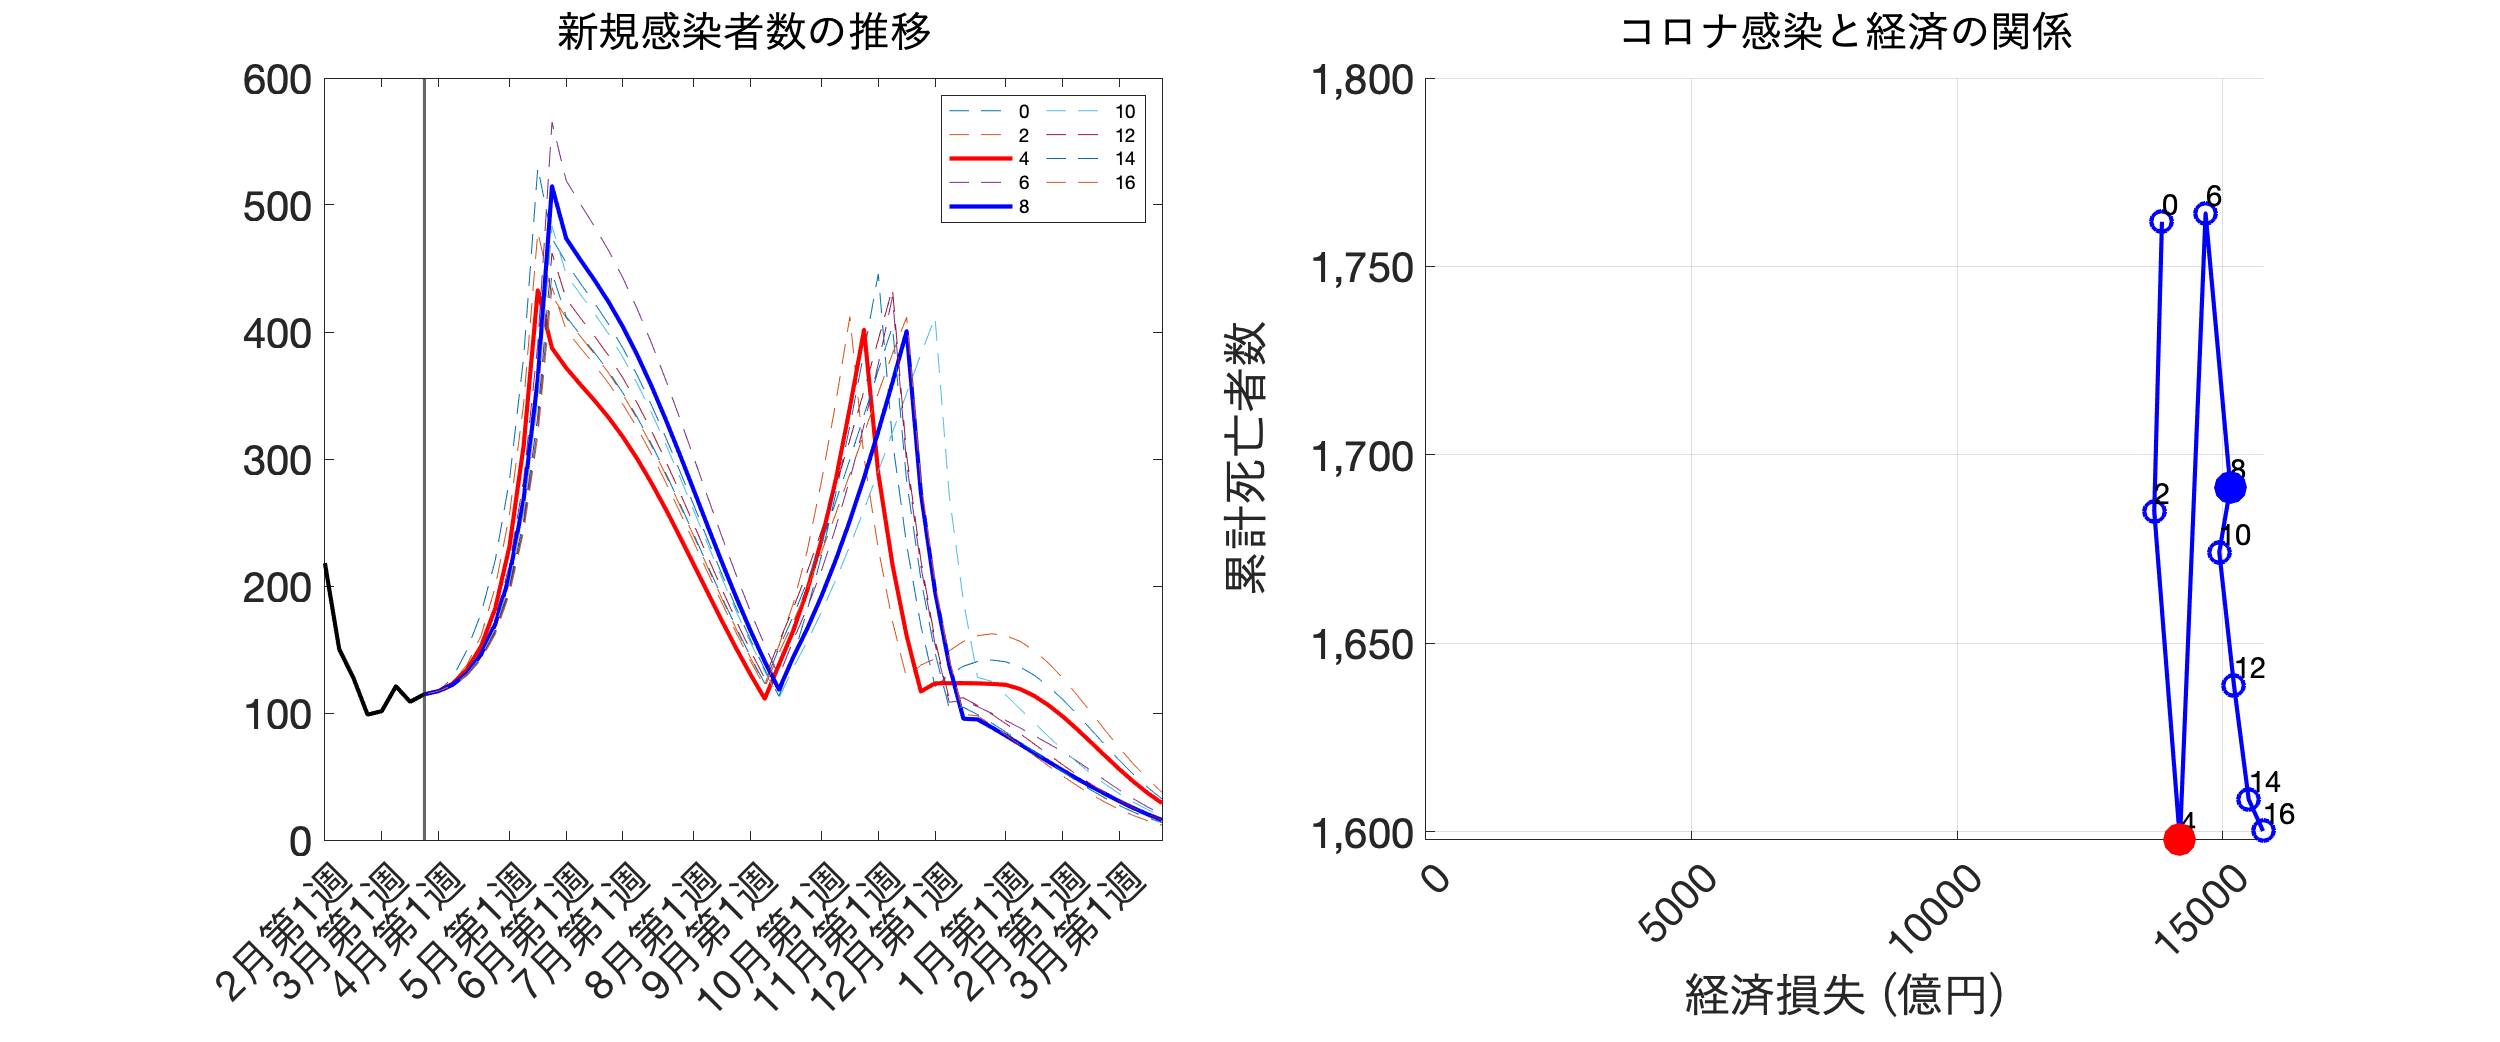 新規感染者数の推移
600
500
400
300
200
100
0
0
2
4
6
8
10
12
14
16
2月第1週
3月第1週
4月第1週
5月第1週
6月第1週
7月第1週
8月第1週
9月第1週
10月第1週
11月第1週
12月第1週
1月第1週
2月第1週
3月第1週
コロナ感染と経済の関係
累計死亡者数
1,800
1,750
1,700
1,650
1,600
0
6
8
2
10
12
14
4
16
0
5000
10000
15000
経済損失 (億円)